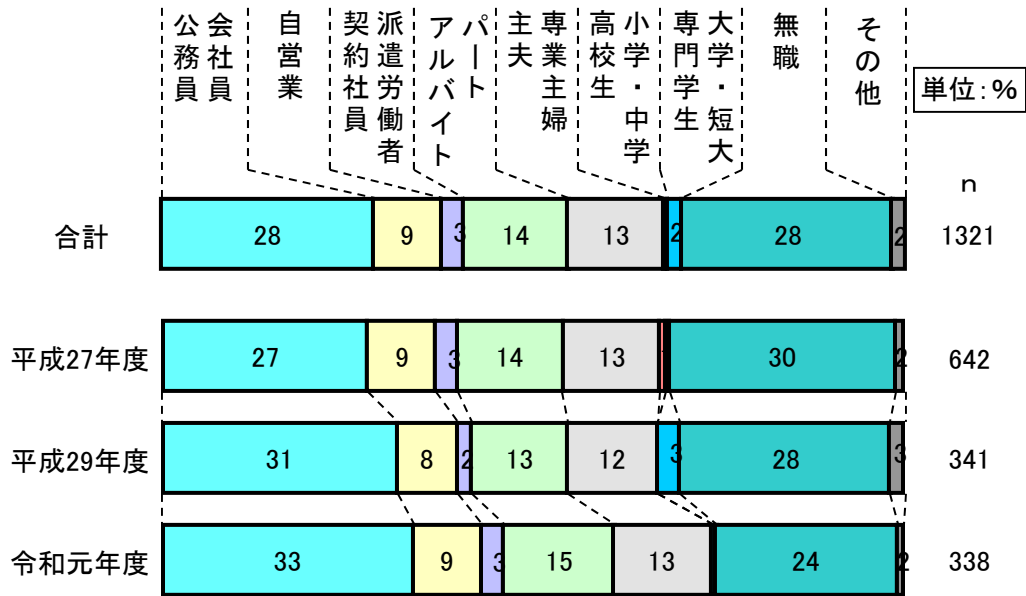 会社員
公務員
自営業
派遣労働者
契約社員
パート
アルバイト
専業主婦
主夫
小学・中学
高校生
大学・短大
専門学生
無職
その他
単位:%
n
合計 28 9 3 14 13 2 28 2 1321
平成27年度 27 9 3 14 13 30 2 642
平成29年度 31 8 2 13 12 3 28 3 341
令和元年度 33 9 3 15 13 24 2 338